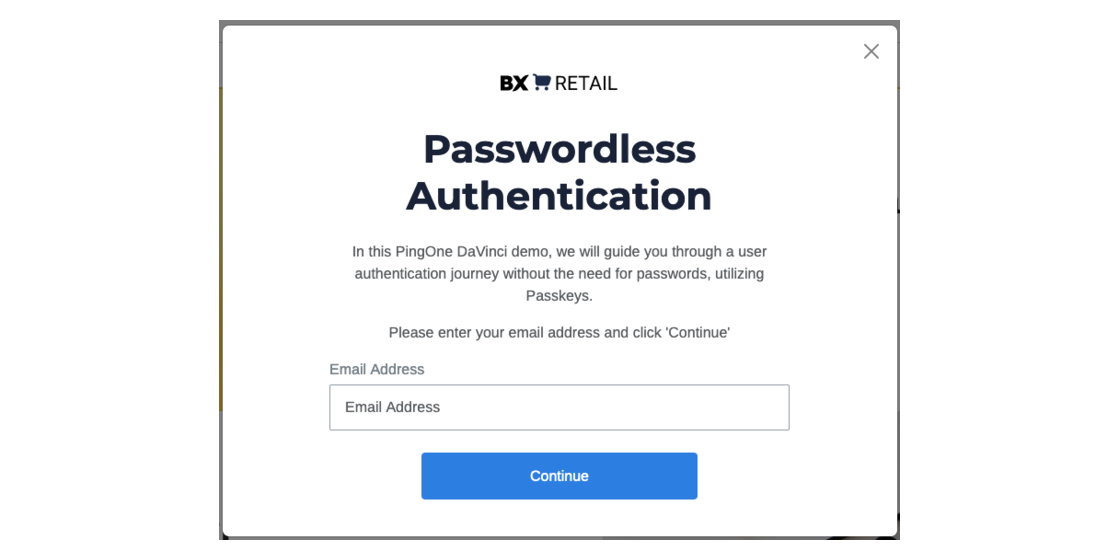 BX RETAIL
Passwordless
Authentication
In this PingOne DaVinci demo, we will guide you through a user
authentication journey without the need for passwords, utilizing
Passkeys.
Please enter your email address and click 'Continue'
Email Address
Email Address
Continue